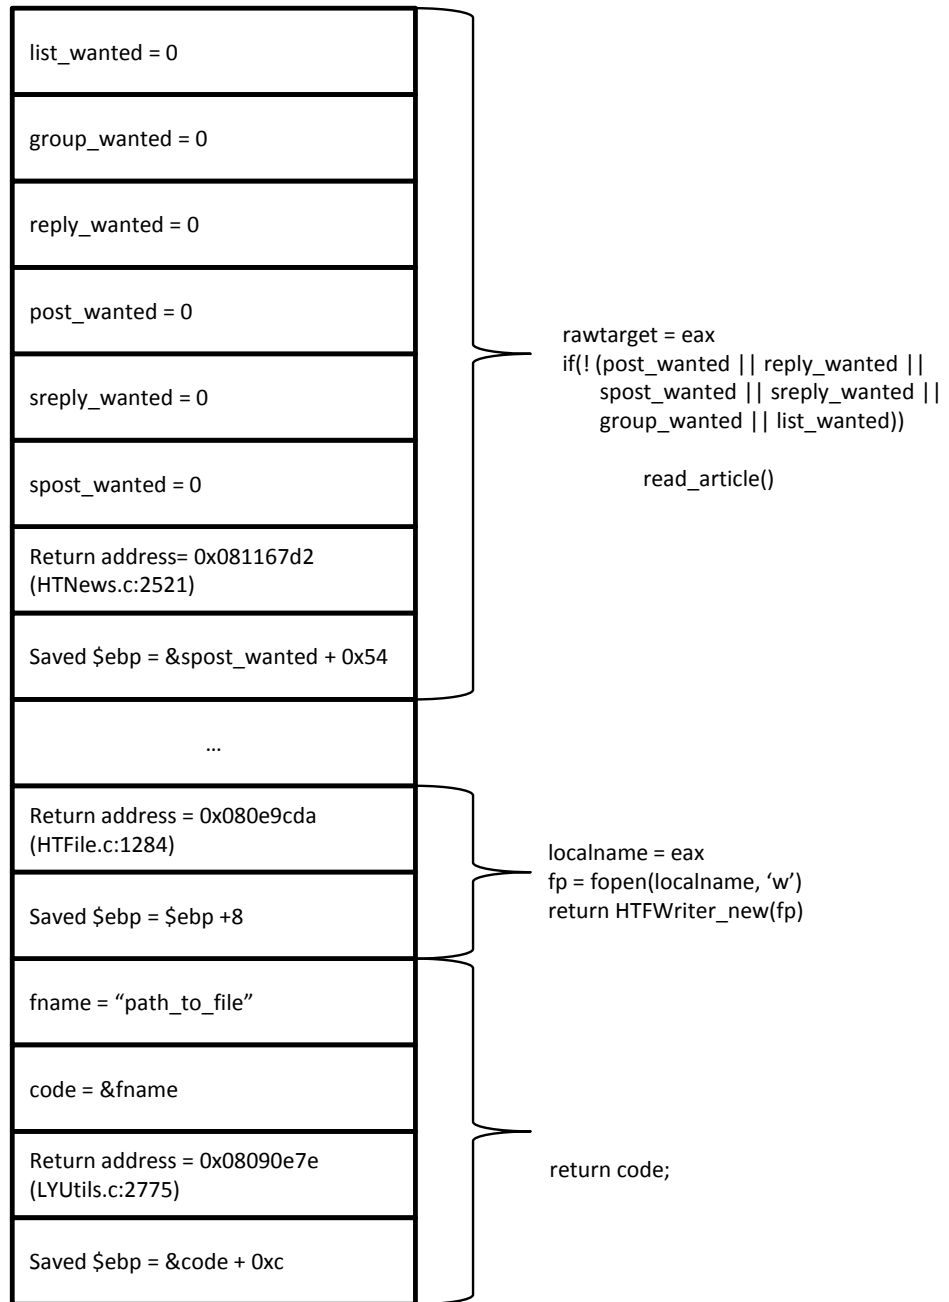 list_wanted = 0
group_wanted = 0
reply_wanted = 0
post_wanted = 0
sreply_wanted = 0
spost_wanted = 0
Return address= 0x081167d2
(HTNews.c:2521)
Saved $ebp = &spost_wanted + 0x54
rawtarget = eax
if(! (post_wanted || reply_wanted ||
spost_wanted || sreply_wanted ||
group_wanted || list_wanted))
read_article()
…
Return address = 0x080e9cda
(HTFile.c:1284)
Saved $ebp = $ebp +8
localname = eax
fp = fopen(localname, ‘w’)
return HTFWriter_new(fp)
fname = “path_to_file”
code = &fname
Return address = 0x08090e7e
(LYUtils.c:2775)
Saved $ebp = &code + 0xc
return code;